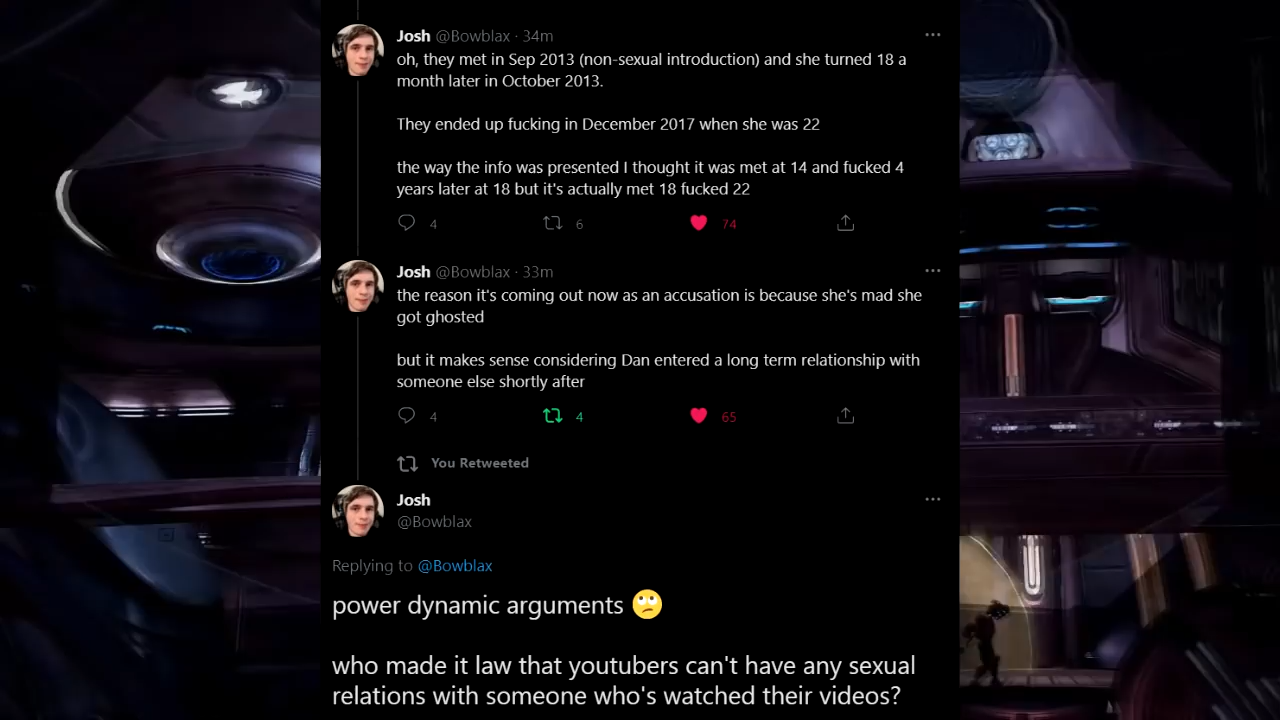 Josh @Bowblax · 34m
oh, they met in Sep 2013 (non-sexual introduction) and she turned 18 a
month later in October 2013.
They ended up fucking in December 2017 when she was 22
the way the info was presented I thought it was met at 14 and fucked 4
years later at 18 but it's actually met 18 fucked 22
4 6 74
Josh @Bowblax · 33m
the reason it's coming out now as an accusation is because she's mad she
got ghosted
but it makes sense considering Dan entered a long term relationship with
someone else shortly after
4 4 65
You Retweeted
Josh
@Bowblax
Replying to @Bowblax
power dynamic arguments 🙄
who made it law that youtubers can't have any sexual
relations with someone who's watched their videos?